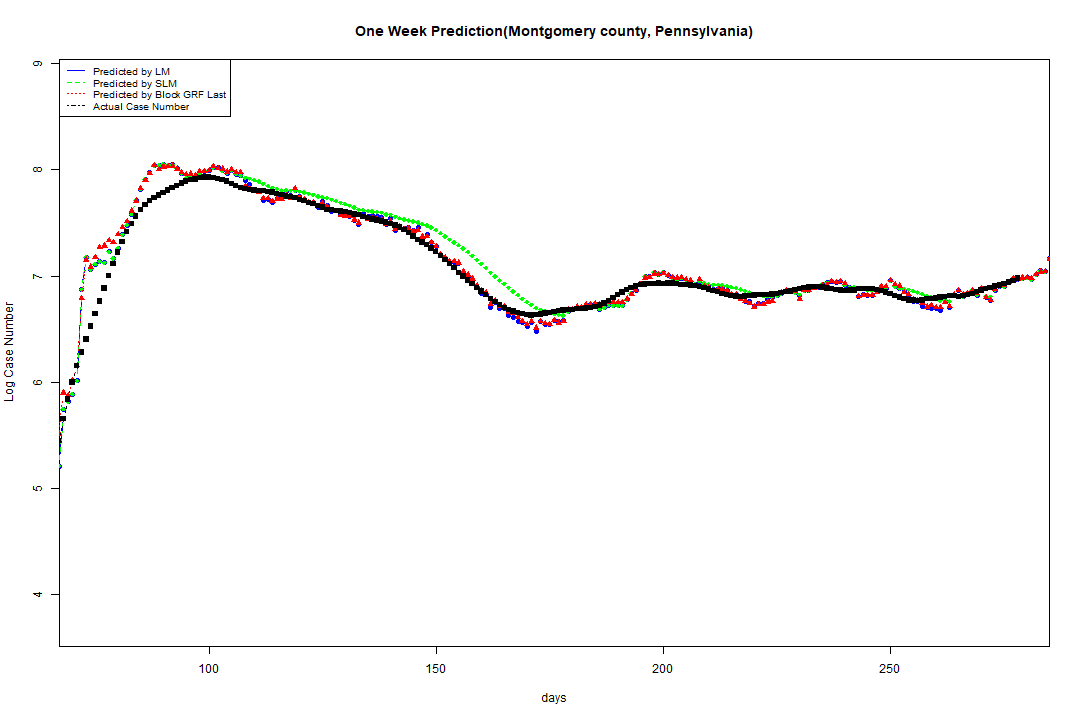 One Week Prediction(Montgomery county, Pennsylvania)
Predicted by LM
Predicted by SLM
Predicted by Block GRF Last
Actual Case Number
9
8
7
6
5
4
Log Case Number
100 150 200 250
days